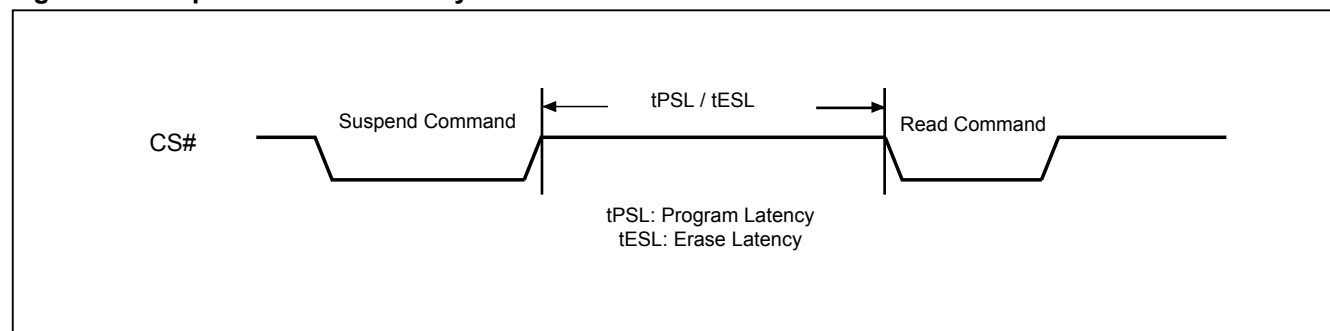 tPSL / tESL
Suspend Command
Read Command
CS#
tPSL: Program Latency
tESL: Erase Latency